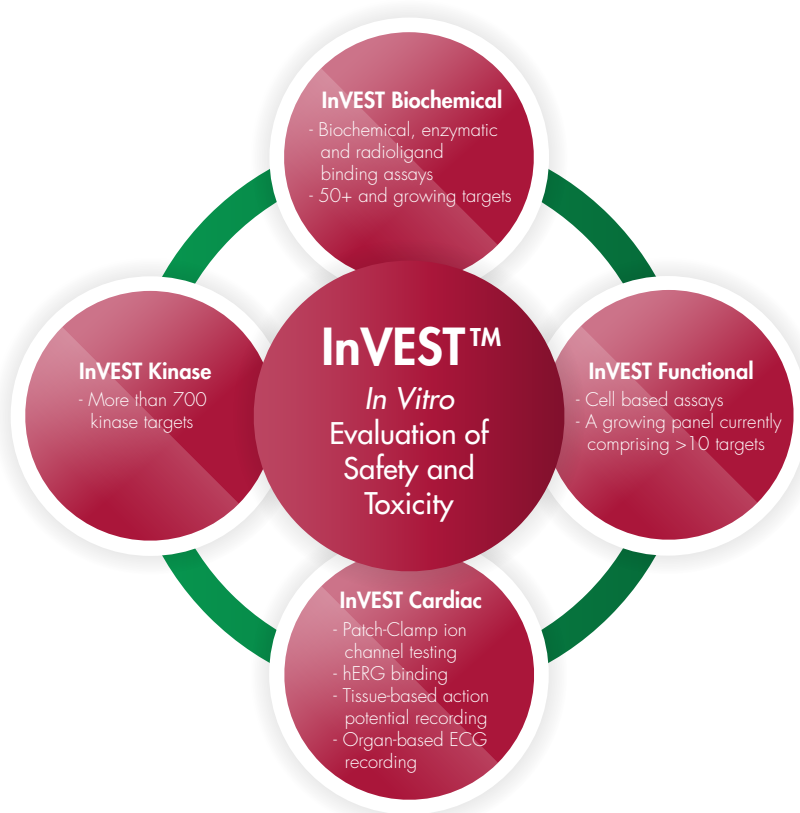 InVEST Biochemical
- Biochemical, enzymatic
and radioligand
binding assays
- 50+ and growing targets
InVEST Kinase
- More than 700
kinase targets
InVEST™
In Vitro
Evaluation of
Safety and
Toxicity
InVEST Functional
- Cell based assays
- A growing panel currently
comprising >10 targets
InVEST Cardiac
- Patch-Clamp ion
channel testing
- hERG binding
- Tissue-based action
potential recording
- Organ-based ECG
recording